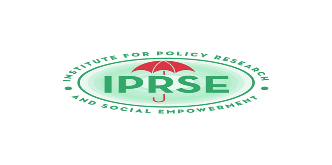 INSTITUTE FOR POLICY RESEARCH
IPRSE
AND SOCIAL EMPOWERMENT